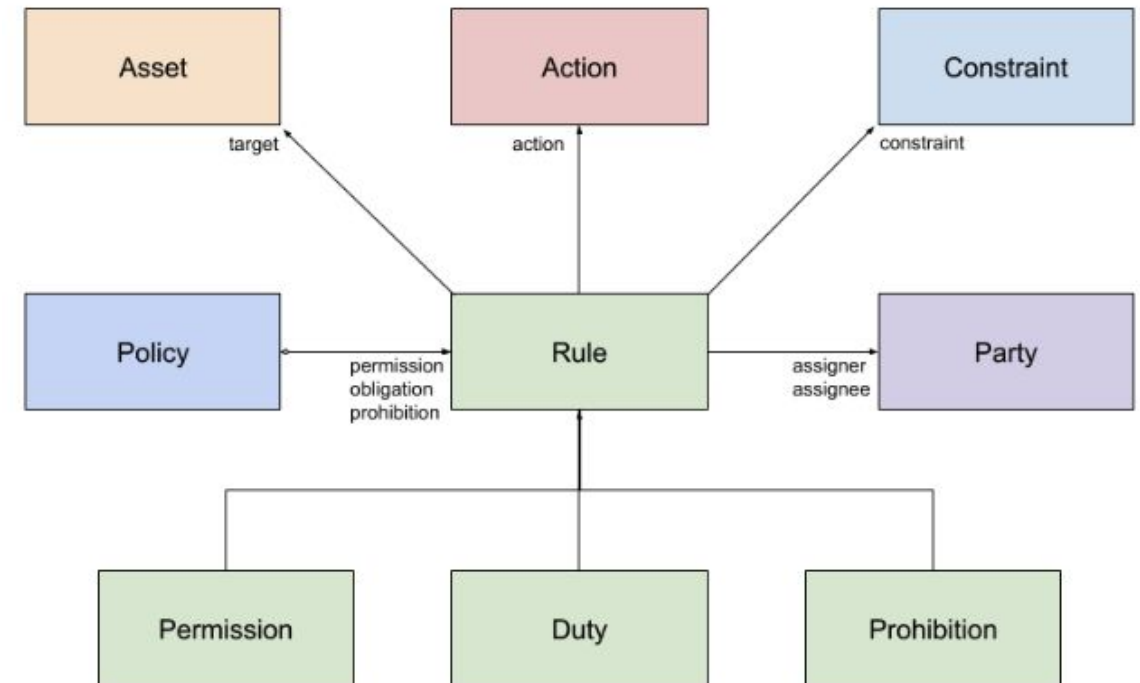 Asset
Action
Constraint
target
action
constraint
Policy
Rule
Party
permission
obligation
prohibition
assigner
assignee
Permission
Duty
Prohibition